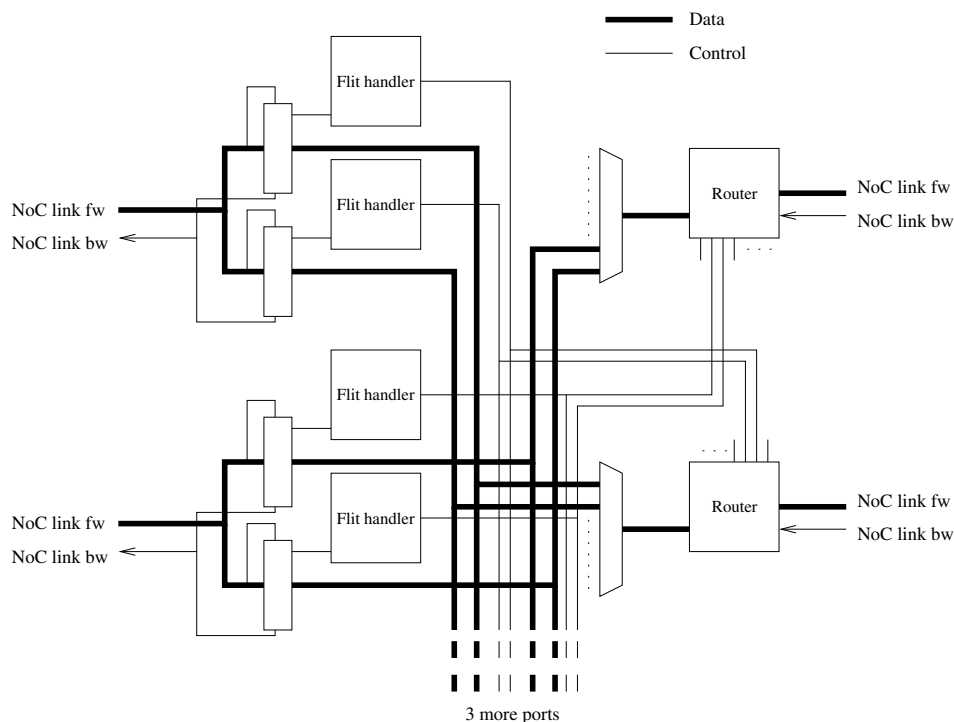 Data
Control
Flit handler
Flit handler
NoC link fw
NoC link bw
Router
NoC link fw
NoC link bw
Flit handler
Flit handler
NoC link fw
NoC link bw
Router
NoC link fw
NoC link bw
3 more ports